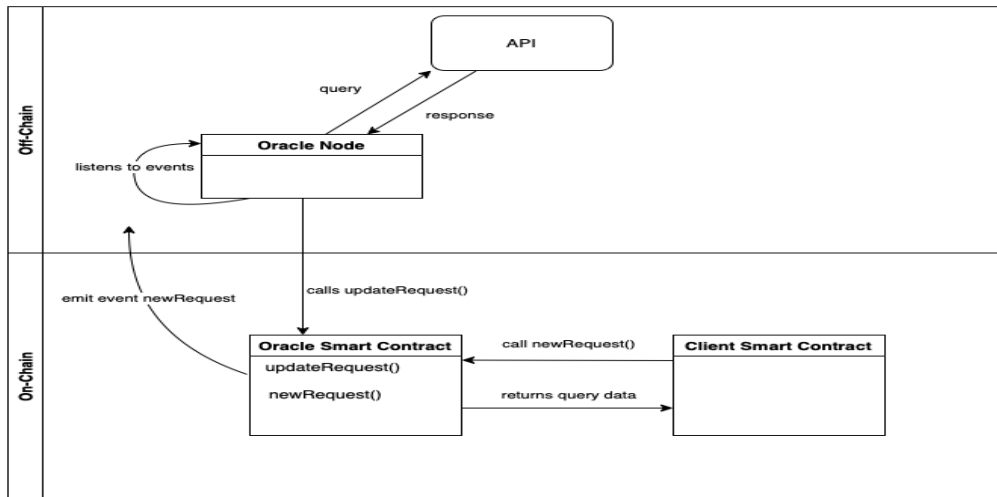 Off-Chain
API
query
response
Oracle Node
listens to events
On-Chain
emit event newRequest
calls updateRequest()
Oracle Smart Contract
updateRequest()
newRequest()
call newRequest()
returns query data
Client Smart Contract